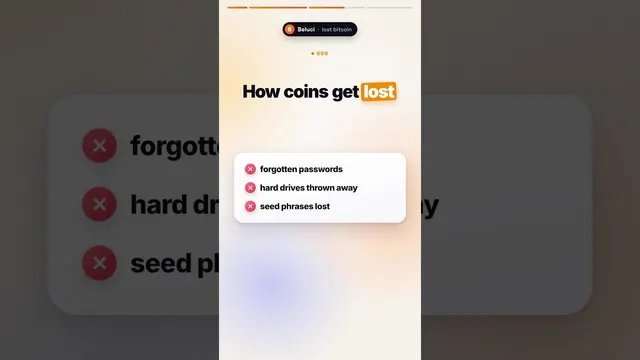 Beluci · lost bitcoin
How coins get lost
forgotten passwords
hard drives thrown away
seed phrases lost